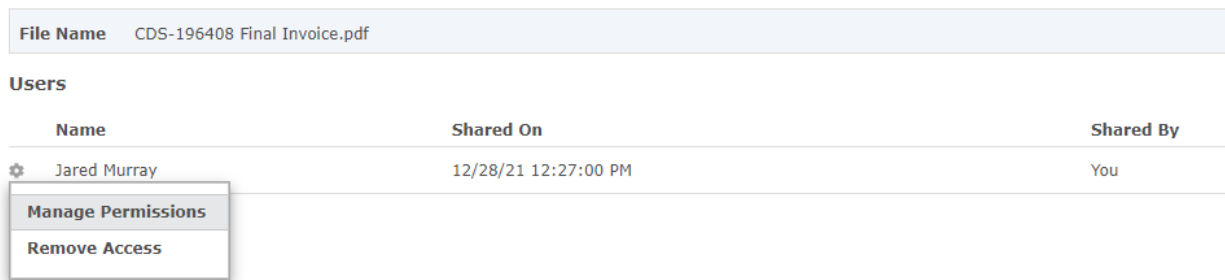 File Name CDS-196408 Final Invoice.pdf
Users
Name Shared On Shared By
Jared Murray 12/28/21 12:27:00 PM You
Manage Permissions
Remove Access